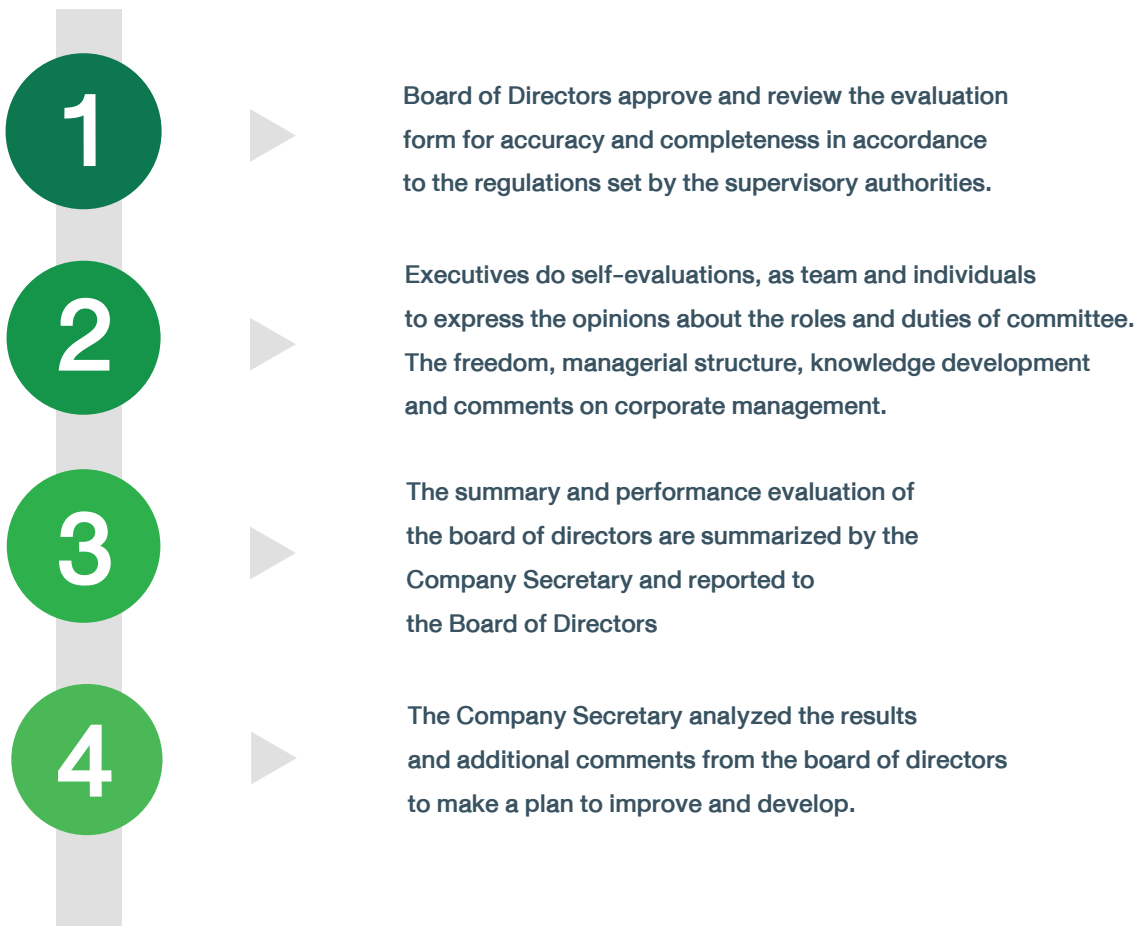 1
Board of Directors approve and review the evaluation
form for accuracy and completeness in accordance
to the regulations set by the supervisory authorities.
2
Executives do self-evaluations, as team and individuals
to express the opinions about the roles and duties of committee.
The freedom, managerial structure, knowledge development
and comments on corporate management.
3
The summary and performance evaluation of
the board of directors are summarized by the
Company Secretary and reported to
the Board of Directors
4
The Company Secretary analyzed the results
and additional comments from the board of directors
to make a plan to improve and develop.